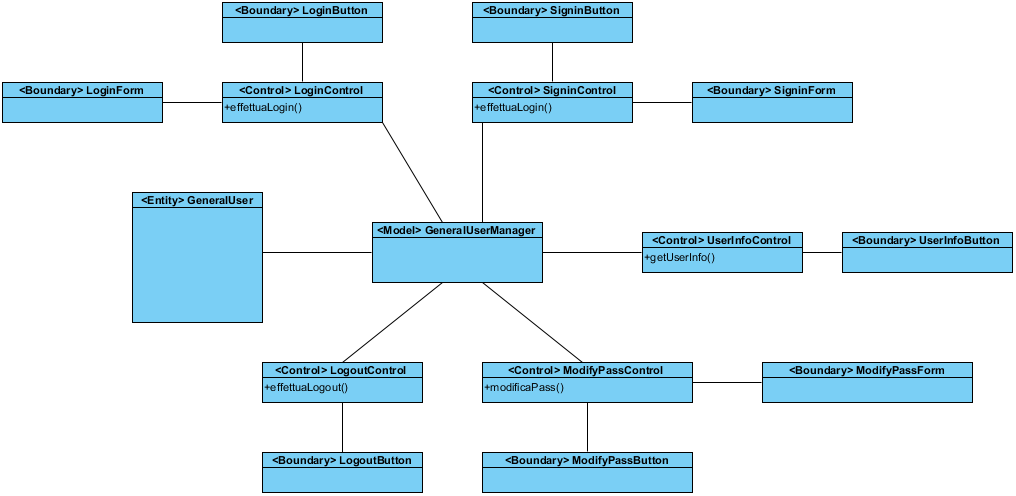 <Boundary> LoginButton
<Boundary> SigninButton
<Boundary> LoginForm
<Control> LoginControl
+effettuaLogin()
<Control> SigninControl
+effettuaLogin()
<Boundary> SigninForm
<Entity> GeneralUser
<Model> GeneralUserManager
<Control> UserInfoControl
+getUserInfo()
<Boundary> UserInfoButton
<Control> LogoutControl
+effettuaLogout()
<Control> ModifyPassControl
+modificaPass()
<Boundary> ModifyPassForm
<Boundary> LogoutButton
<Boundary> ModifyPassButton